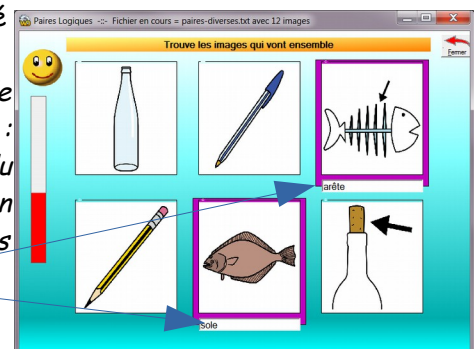 Paires Logiques -::- Fichier en cours = paires-diverses.txt avec 12 images
Trouve les images qui vont ensemble
Fermer
é
e
:
lu
n
s
arête
sole